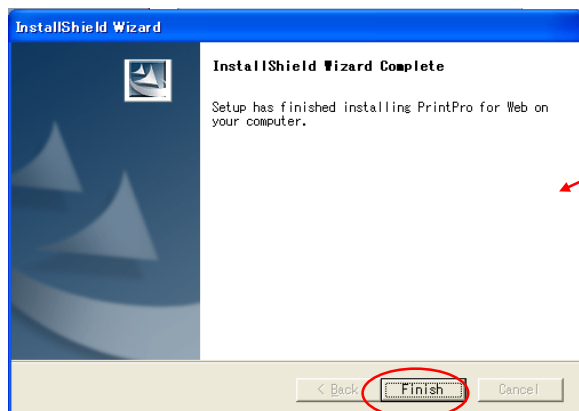 InstallShield Wizard
InstallShield Wizard Complete
Setup has finished installing PrintPro for Web on
your computer.
< Back
Finish
Cancel